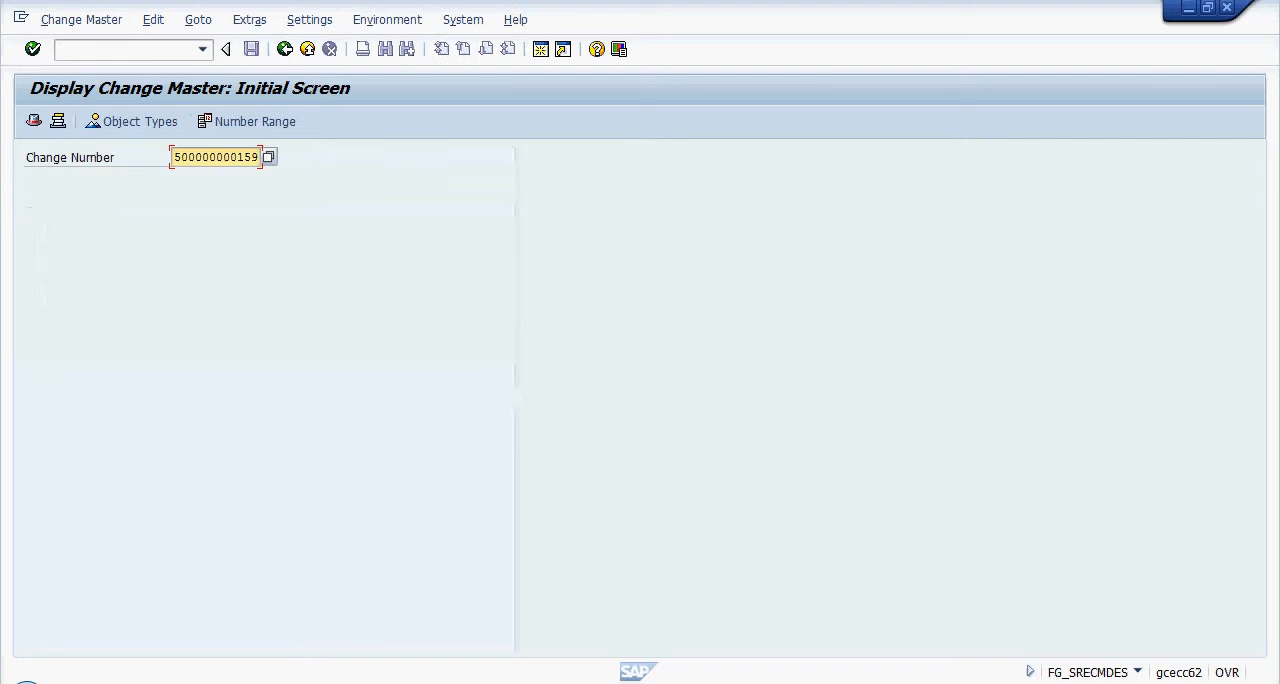 Change Master Edit Goto Extras Settings Environment System Help
Display Change Master: Initial Screen
Object Types Number Range
Change Number 500000000159
SAP FG_SRECMDES gcecc62 OVR